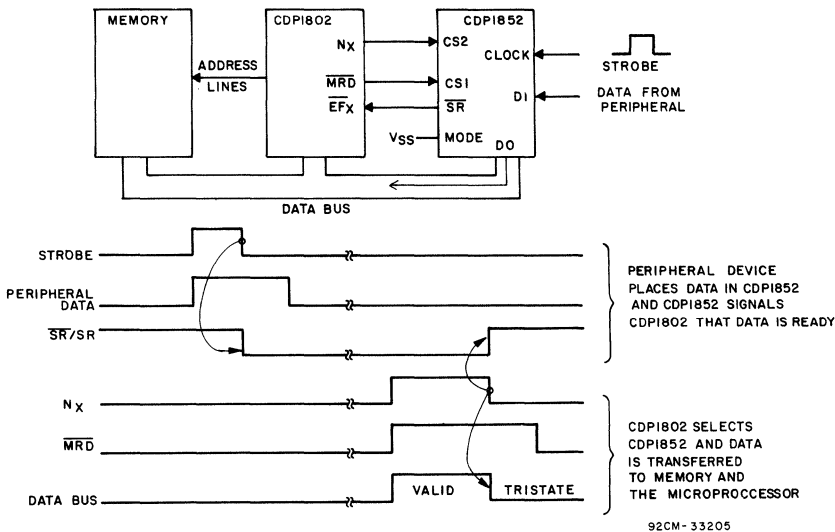 MEMORY
CDP1802
CDP1852
NX
CS2
CLOCK
STROBE
ADDRESS
LINES
MRD
CS1
DI
DATA FROM
PERIPHERAL
EFX
SR
VSS
MODE
DO
DATA BUS
STROBE
PERIPHERAL
DATA
SR/SR
PERIPHERAL DEVICE
PLACES DATA IN CDP1852
AND CDP1852 SIGNALS
CDP1802 THAT DATA IS READY
NX
MRD
DATA BUS
VALID
TRISTATE
CDP1802 SELECTS
CDP1852 AND DATA
IS TRANSFERRED
TO MEMORY AND
THE MICROPROCCESSOR
92CM-33205